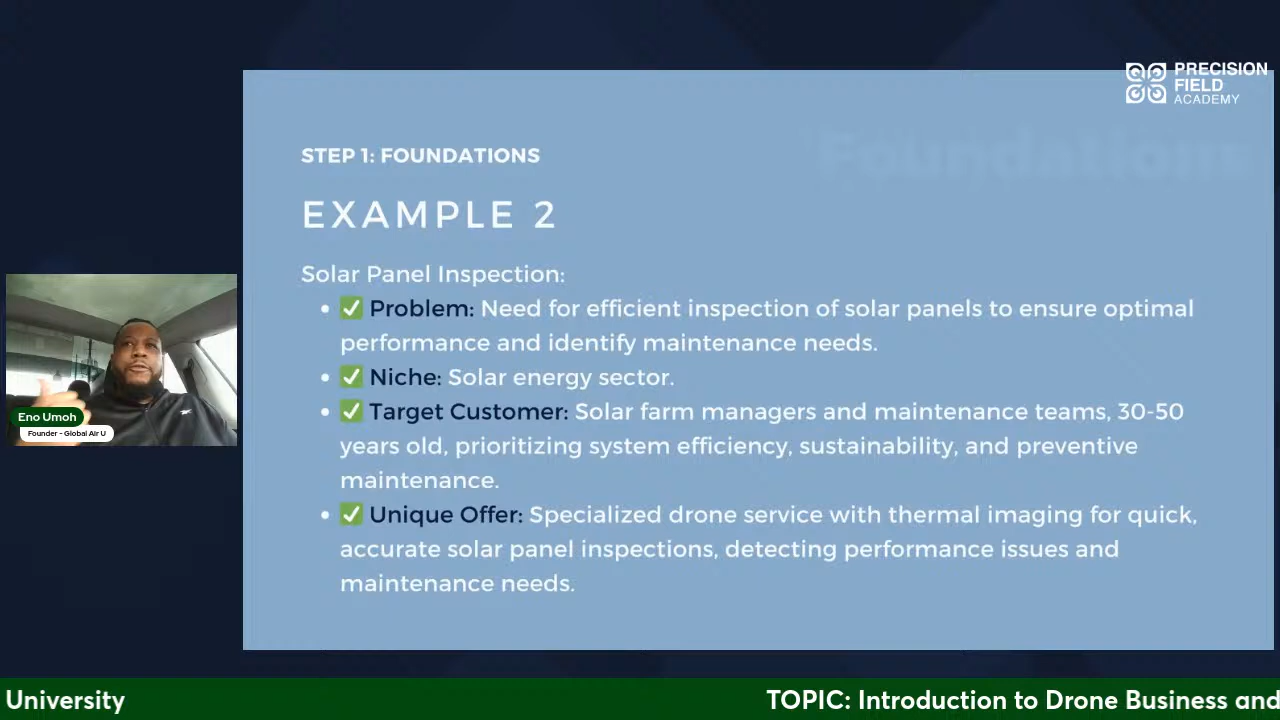 PRECISION
FIELD
ACADEMY
Foundations
STEP 1: FOUNDATIONS
EXAMPLE 2
Solar Panel Inspection:
• ✅ Problem: Need for efficient inspection of solar panels to ensure optimal
performance and identify maintenance needs.
• ✅ Niche: Solar energy sector.
• ✅ Target Customer: Solar farm managers and maintenance teams, 30-50
years old, prioritizing system efficiency, sustainability, and preventive
maintenance.
• ✅ Unique Offer: Specialized drone service with thermal imaging for quick,
accurate solar panel inspections, detecting performance issues and
maintenance needs.
Eno Umoh
Founder - Global Air U
University
TOPIC: Introduction to Drone Business and